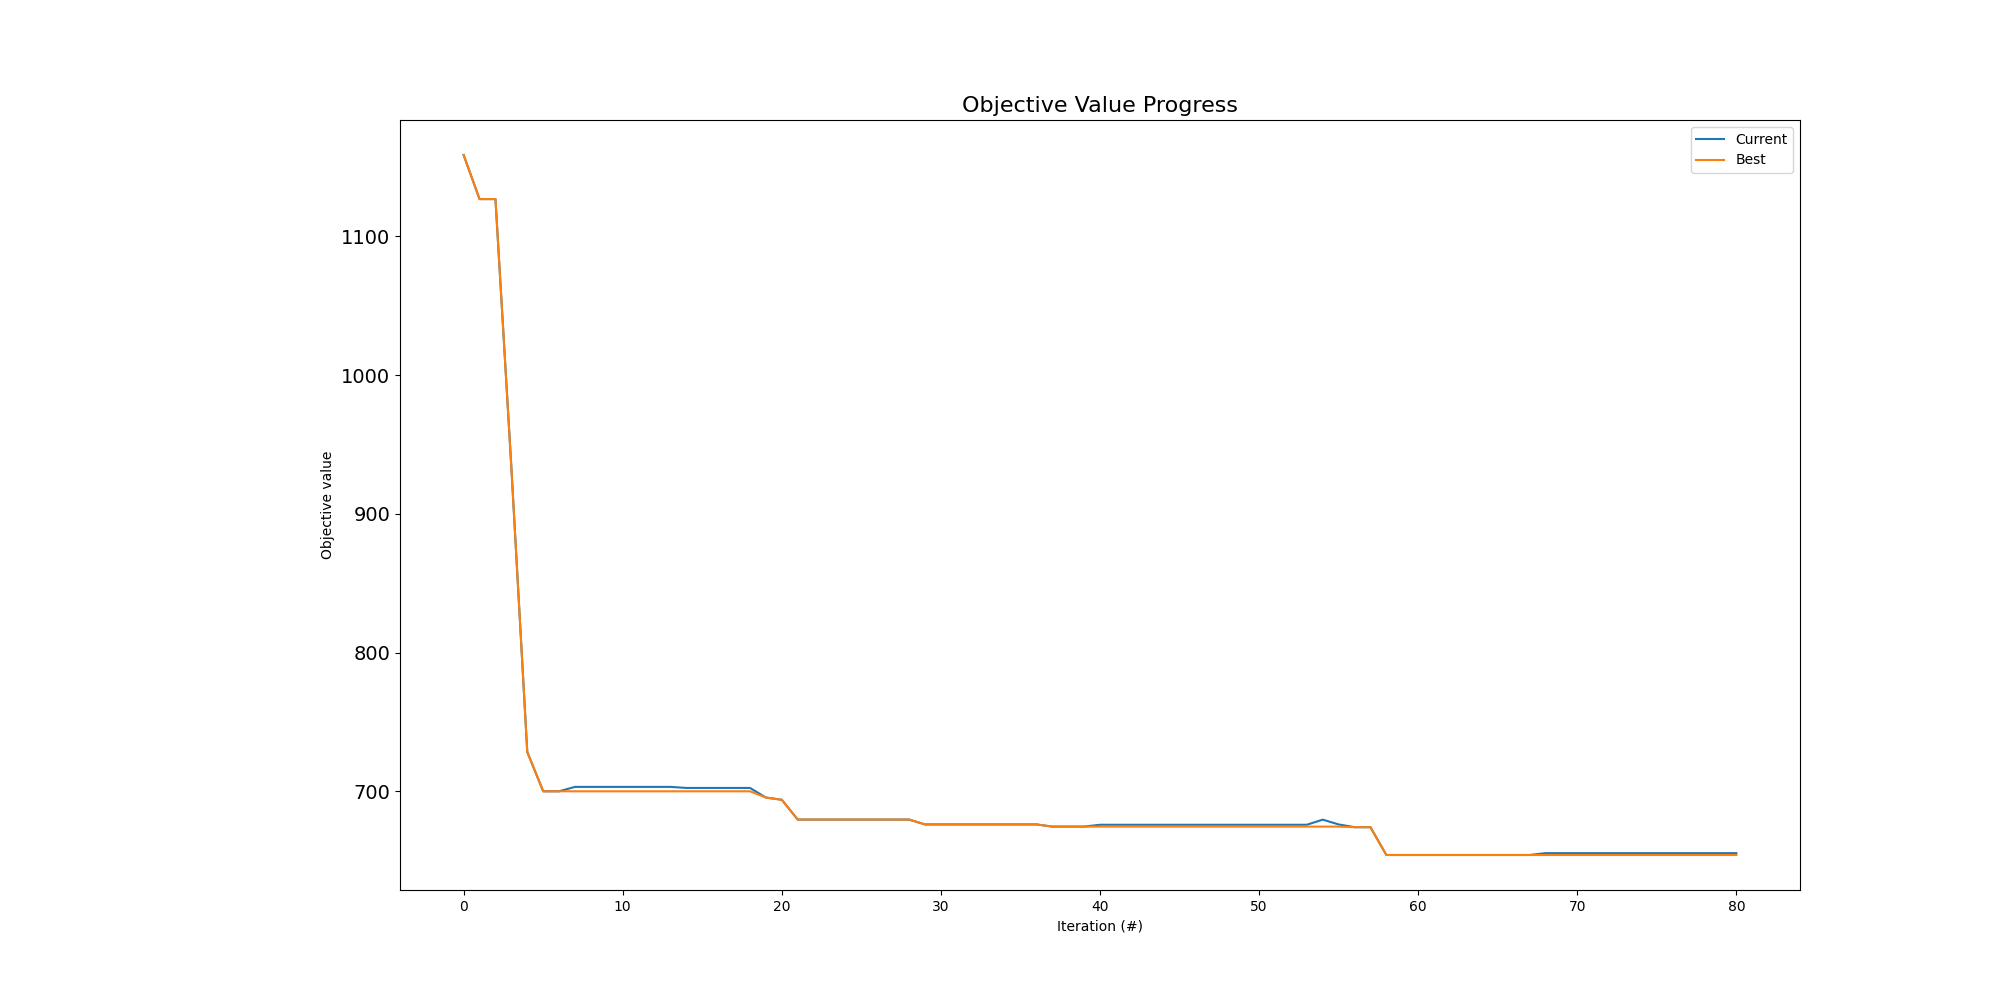 Objective Value Progress
Current
Best
1100
1000
900
800
700
Objective value
0 10 20 30 40 50 60 70 80
Iteration (#)